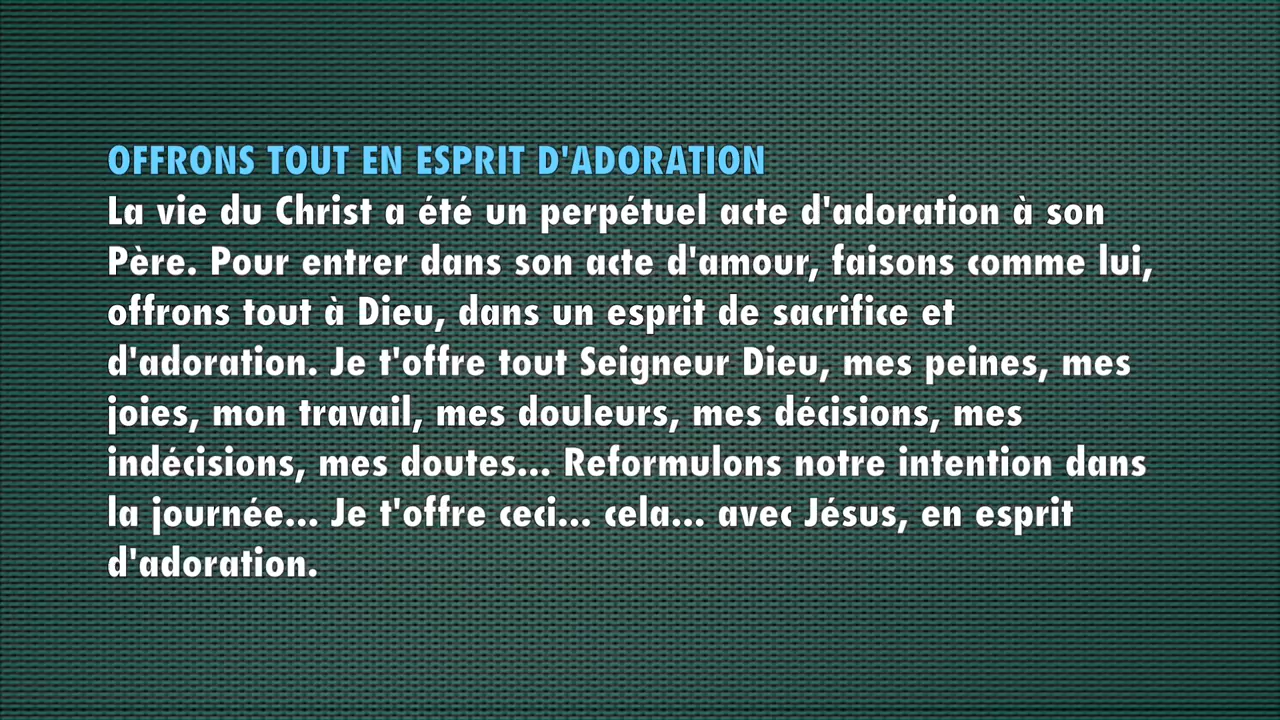 OFFRONS TOUT EN ESPRIT D'ADORATION
La vie du Christ a été un perpétuel acte d'adoration à son
Père. Pour entrer dans son acte d'amour, faisons comme lui,
offrons tout à Dieu, dans un esprit de sacrifice et
d'adoration. Je t'offre tout Seigneur Dieu, mes peines, mes
joies, mon travail, mes douleurs, mes décisions, mes
indécisions, mes doutes... Reformulons notre intention dans
la journée... Je t'offre ceci... cela... avec Jésus, en esprit
d'adoration.